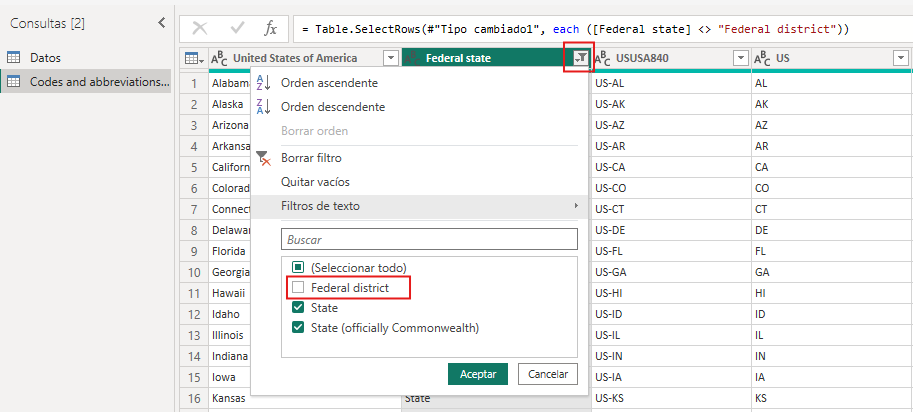 Consultas [2]
= Table.SelectRows(#"Tipo cambiado1", each ([Federal state] <> "Federal district"))
Datos
Codes and abbreviations...
ABC United States of America
ABC Federal state
ABC USUSA840
ABC US
1 Alabam US-AL AL
2 Alaska US-AK AK
3 Arizona US-AZ AZ
4 Arkansa US-AR AR
5 Californ US-CA CA
6 Colorad US-CO CO
7 Connect US-CT CT
8 Delawar US-DE DE
9 Florida US-FL FL
10 Georgia US-GA GA
11 Hawaii US-HI HI
12 Idaho US-ID ID
13 Illinois US-IL IL
14 Indiana US-IN IN
15 Iowa US-IA IA
16 Kansas State US-KS KS
Orden ascendente
Orden descendente
Borrar orden
Borrar filtro
Quitar vacíos
Filtros de texto
Buscar
(Seleccionar todo)
Federal district
State
State (officially Commonwealth)
Aceptar
Cancelar